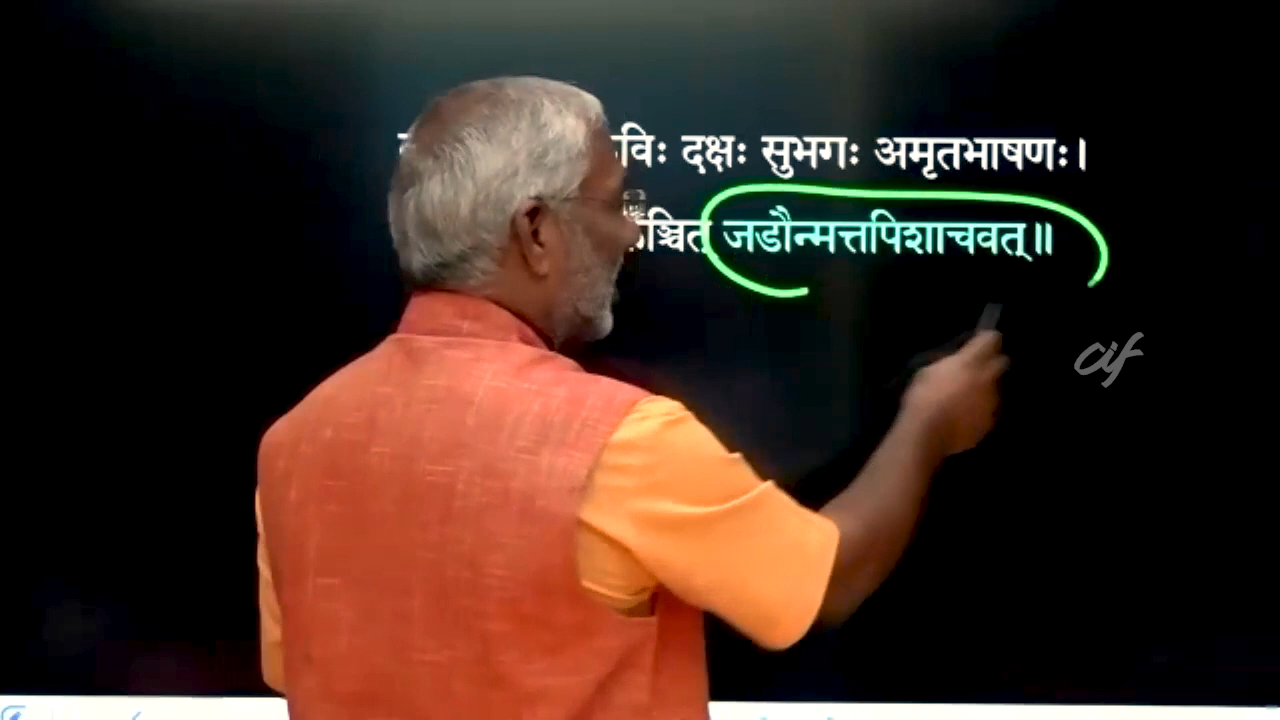 दक्षः सुभगः अमृतभाषणः।
जडौन्मत्तपिशाचवत्॥
cif